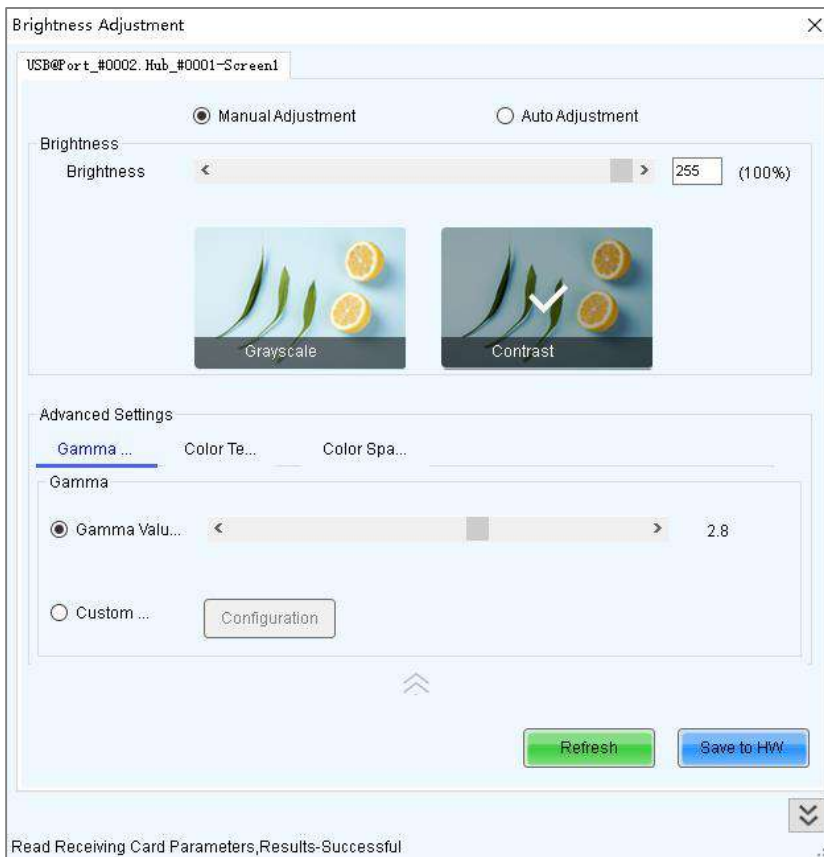 Brightness Adjustment
USB@Port_#0002.Hub_#0001-Screen1
Manual Adjustment
Auto Adjustment
Brightness
Brightness
255
(100%)
Grayscale
Contrast
Advanced Settings
Gamma ...
Color Te...
Color Spa...
Gamma
Gamma Valu...
2.8
Custom ...
Configuration
Refresh
Save to HW
Read Receiving Card Parameters,Results-Successful